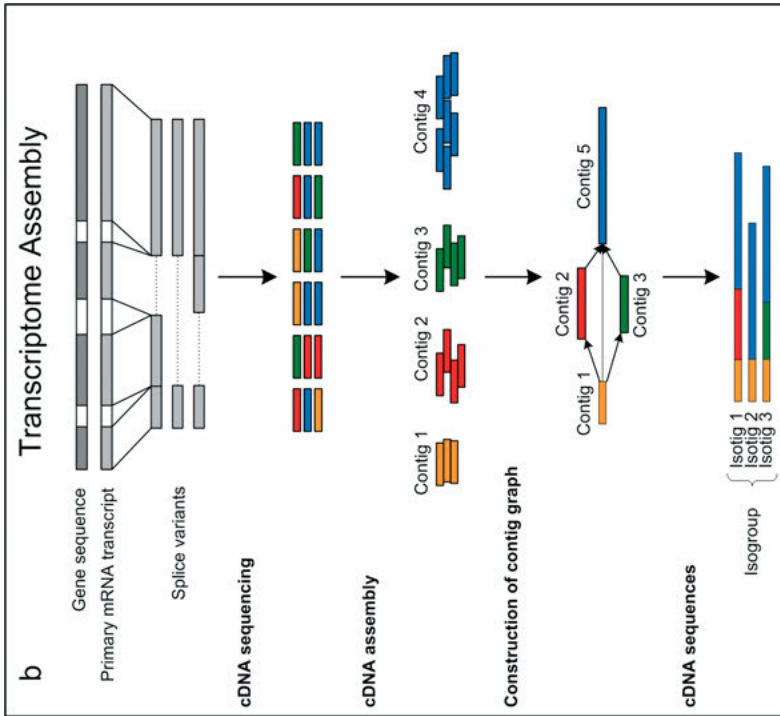 b
Transcriptome Assembly
Gene sequence
Primary mRNA transcript
Splice variants
cDNA sequencing
cDNA assembly
Contig 1
Contig 2
Contig 3
Contig 4
Construction of contig graph
Contig 1
Contig 2
Contig 3
Contig 5
cDNA sequences
Isogroup
Isotig 1
Isotig 2
Isotig 3